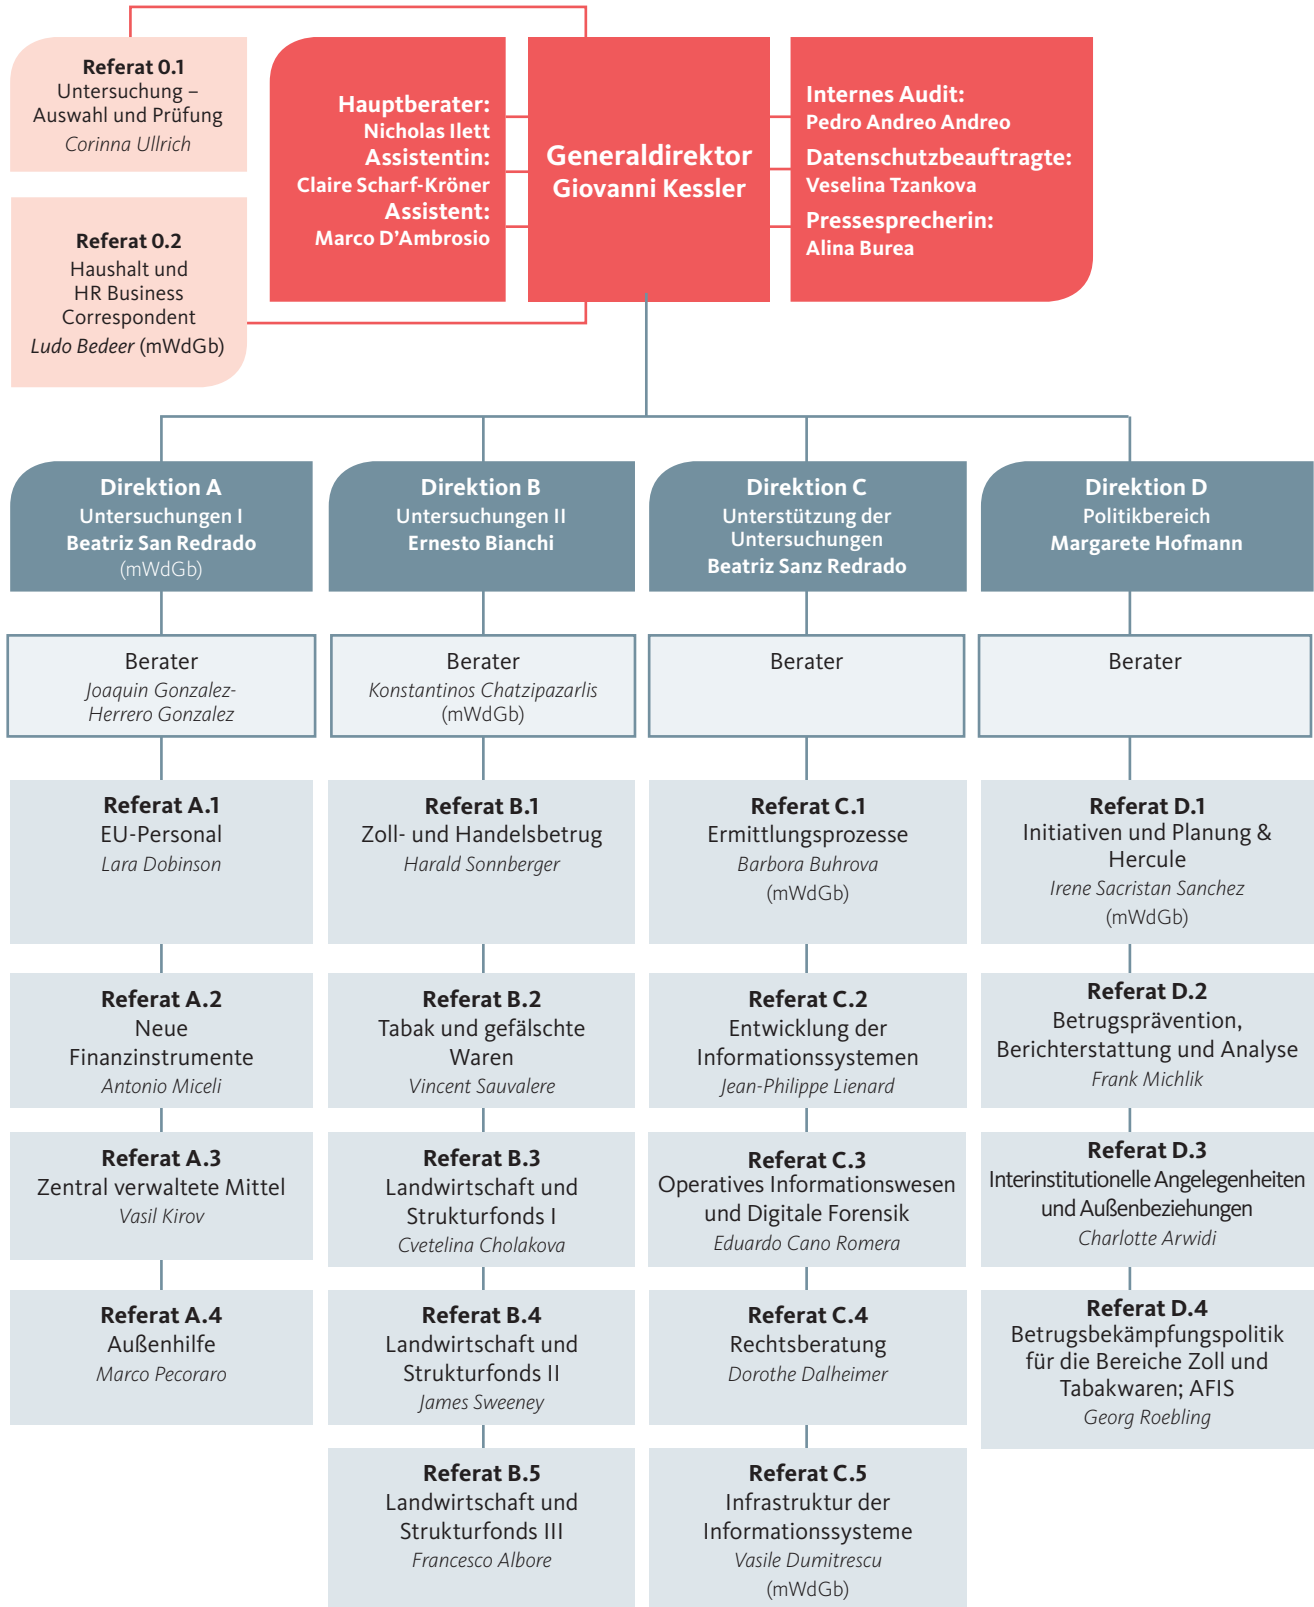 Referat 0.1
Untersuchung –
Auswahl und Prüfung
Corinna Ullrich
Referat 0.2
Haushalt und
HR Business
Correspondent
Ludo Bedeer (mWdGb)
Hauptberater:
Nicholas Ilett
Assistentin:
Claire Scharf-Kröner
Assistent:
Marco D’Ambrosio
Generaldirektor
Giovanni Kessler
Internes Audit:
Pedro Andreo Andreo
Datenschutzbeauftragte:
Veselina Tzankova
Pressesprecherin:
Alina Burea
Direktion A
Untersuchungen I
Beatriz San Redrado
(mWdGb)
Berater
Joaquin Gonzalez-
Herrero Gonzalez
Referat A.1
EU-Personal
Lara Dobinson
Referat A.2
Neue
Finanzinstrumente
Antonio Miceli
Referat A.3
Zentral verwaltete Mittel
Vasil Kirov
Referat A.4
Außenhilfe
Marco Pecoraro
Direktion B
Untersuchungen II
Ernesto Bianchi
Berater
Konstantinos Chatzipazarlis
(mWdGb)
Referat B.1
Zoll- und Handelsbetrug
Harald Sonnberger
Referat B.2
Tabak und gefälschte
Waren
Vincent Sauvalere
Referat B.3
Landwirtschaft und
Strukturfonds I
Cvetelina Cholakova
Referat B.4
Landwirtschaft und
Strukturfonds II
James Sweeney
Referat B.5
Landwirtschaft und
Strukturfonds III
Francesco Albore
Direktion C
Unterstützung der
Untersuchungen
Beatriz Sanz Redrado
Berater
Referat C.1
Ermittlungsprozesse
Barbora Buhrova
(mWdGb)
Referat C.2
Entwicklung der
Informationssystemen
Jean-Philippe Lienard
Referat C.3
Operatives Informationswesen
und Digitale Forensik
Eduardo Cano Romera
Referat C.4
Rechtsberatung
Dorothe Dalheimer
Referat C.5
Infrastruktur der
Informationssysteme
Vasile Dumitrescu
(mWdGb)
Direktion D
Politikbereich
Margarete Hofmann
Berater
Referat D.1
Initiativen und Planung &
Hercule
Irene Sacristan Sanchez
(mWdGb)
Referat D.2
Betrugsprävention,
Berichterstattung und Analyse
Frank Michlik
Referat D.3
Interinstitutionelle Angelegenheiten
und Außenbeziehungen
Charlotte Arwidi
Referat D.4
Betrugsbekämpfungspolitik
für die Bereiche Zoll und
Tabakwaren; AFIS
Georg Roebling